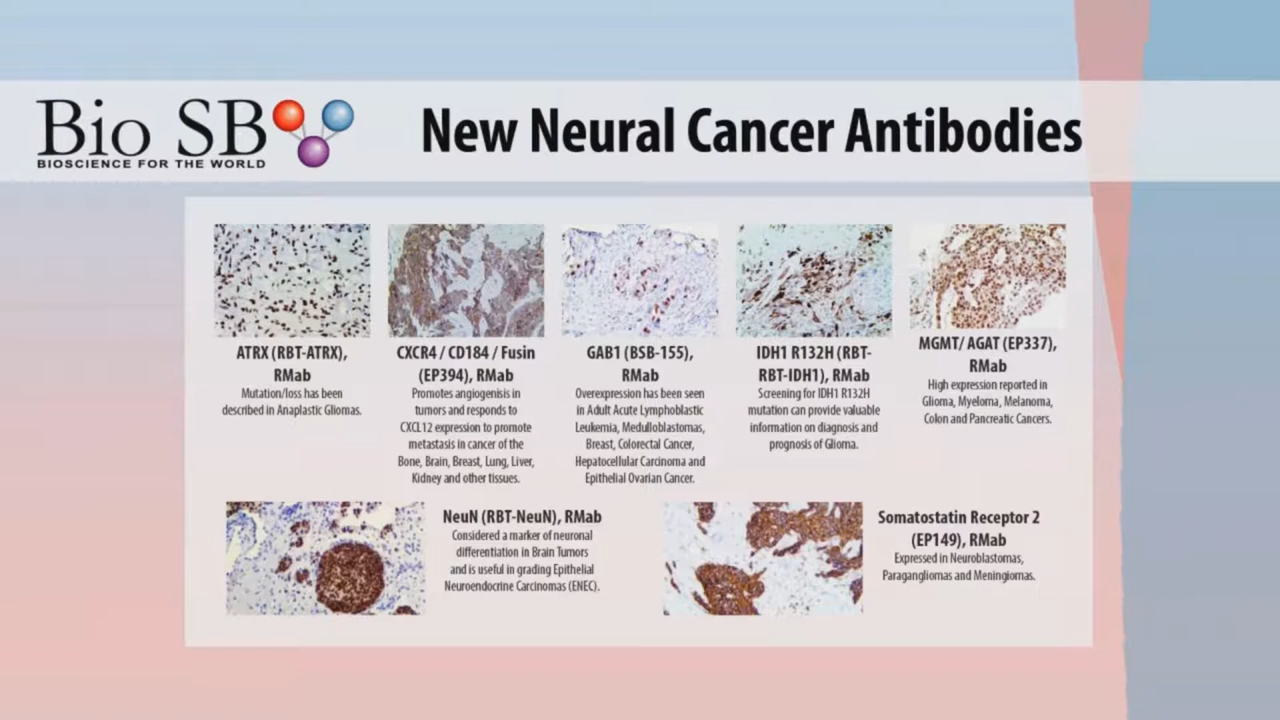 Bio SB
BIOSCIENCE FOR THE WORLD
New Neural Cancer Antibodies
ATRX (RBT-ATRX),
RMab
Mutation/loss has been
described in Anaplastic Gliomas.
CXCR4 / CD184 / Fusin
(EP394), RMab
Promotes angiogenisis in
tumors and responds to
CXCL12 expression to promote
metastasis in cancer of the
Bone, Brain, Breast, Lung, Liver,
Kidney and other tissues.
GAB1 (BSB-155),
RMab
Overexpression has been seen
in Adult Acute Lymphoblastic
Leukemia, Medulloblastomas,
Breast, Colorectal Cancer,
Hepatocellular Carcinoma and
Epithelial Ovarian Cancer.
IDH1 R132H (RBT-
RBT-IDH1), RMab
Screening for IDH1 R132H
mutation can provide valuable
information on diagnosis and
prognosis of Glioma.
MGMT/ AGAT (EP337),
RMab
High expression reported in
Glioma, Myeloma, Melanoma,
Colon and Pancreatic Cancers.
NeuN (RBT-NeuN), RMab
Considered a marker of neuronal
differentiation in Brain Tumors
and is useful in grading Epithelial
Neuroendocrine Carcinomas (ENEC).
Somatostatin Receptor 2
(EP149), RMab
Expressed in Neuroblastomas,
Paragangliomas and Meningiomas.